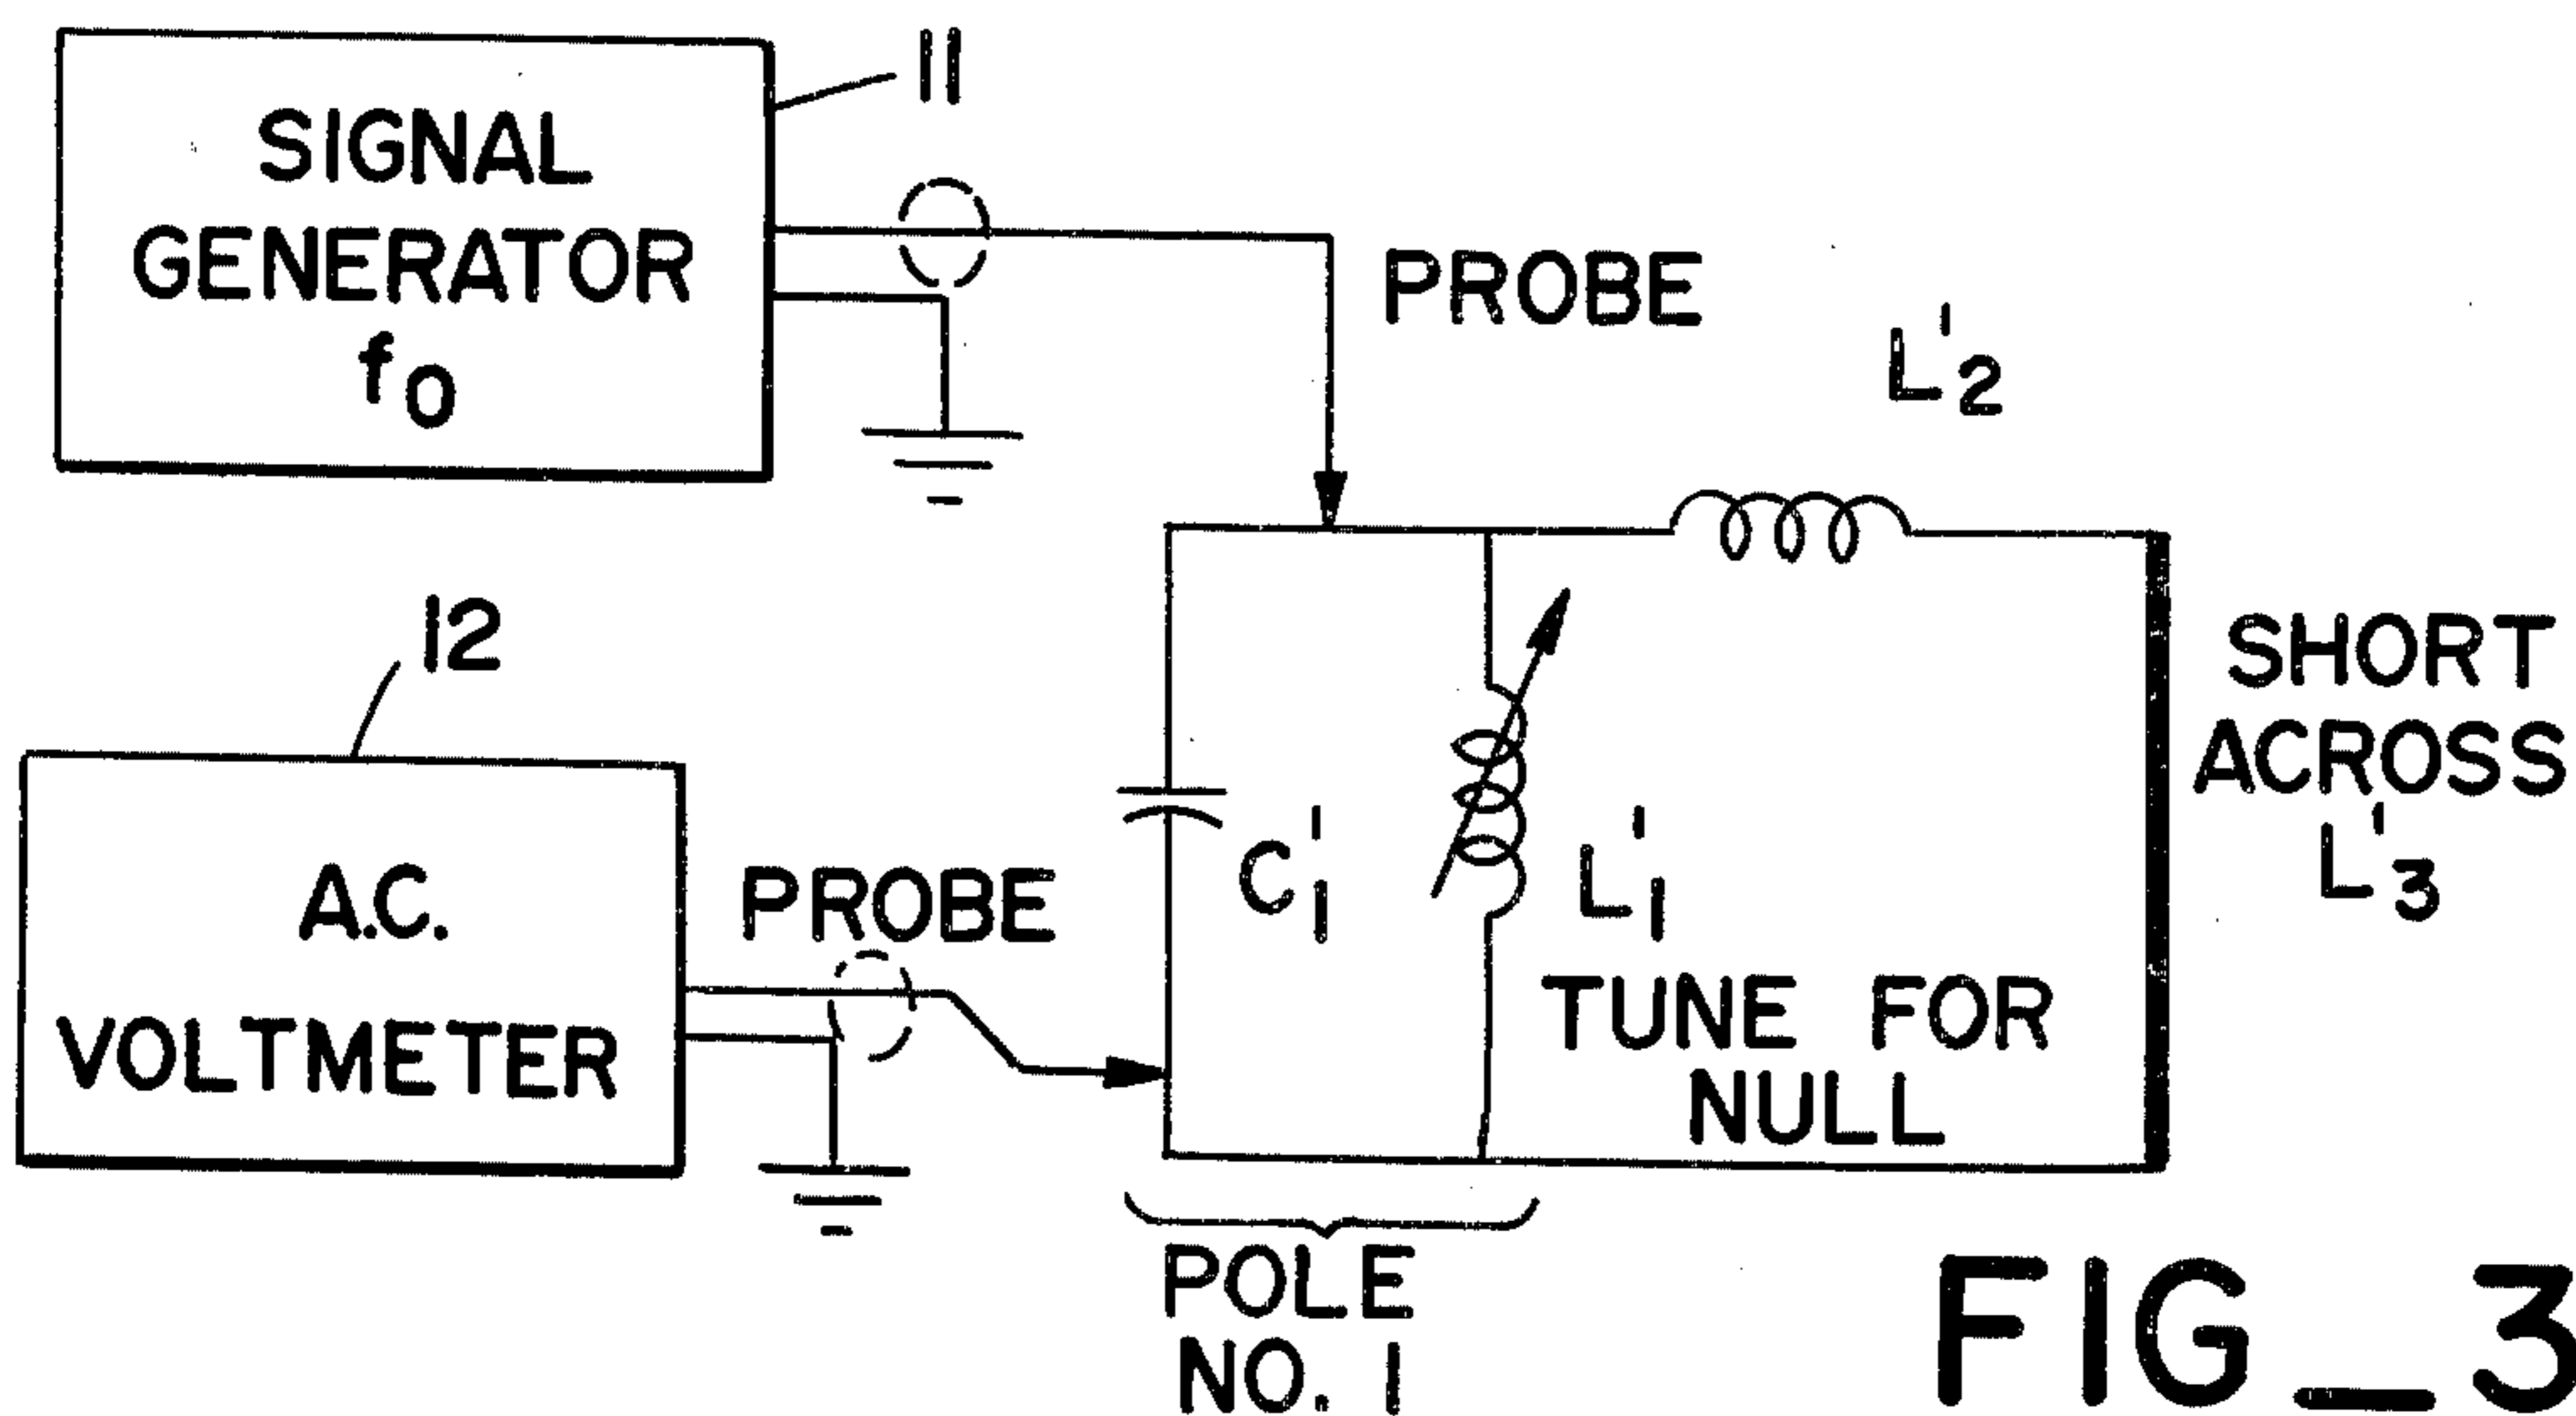 SIGNAL
GENERATOR
f0
11
PROBE
L'2
12
A.C.
VOLTMETER
PROBE
C'1
L'1
TUNE FOR
NULL
SHORT
ACROSS
L'3
POLE
NO. 1
FIG_3